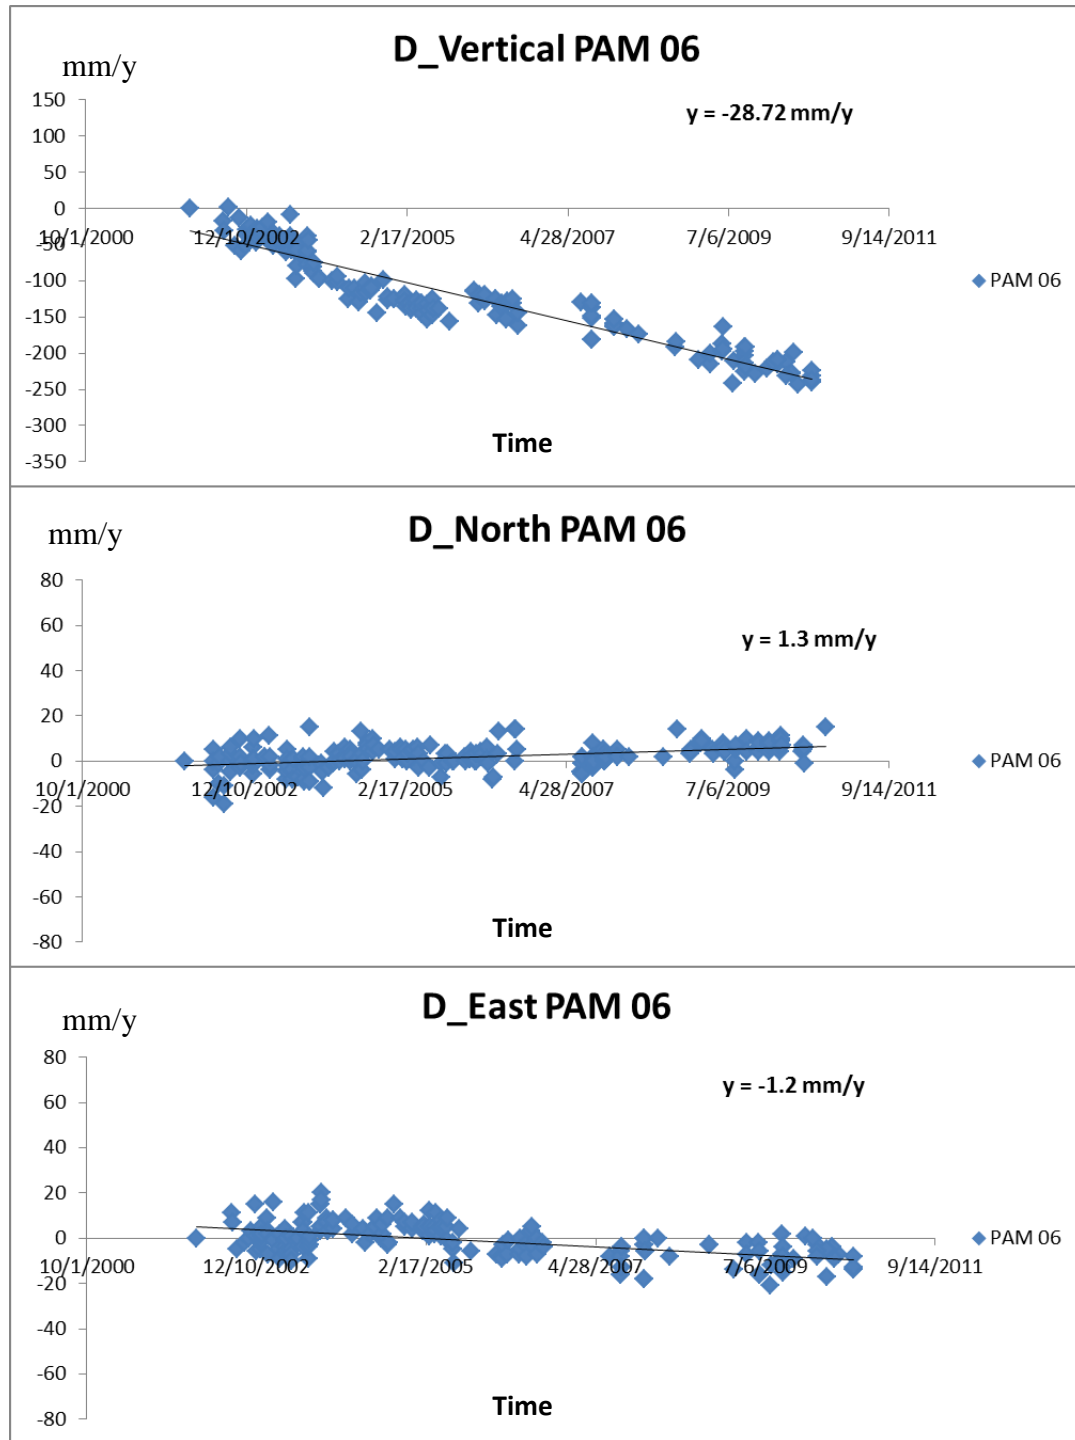 D_Vertical PAM 06
mm/y
y = -28.72 mm/y
150
100
50
0
10/1/2000 12/10/2002 2/17/2005 4/28/2007 7/6/2009 9/14/2011
-50
PAM 06
-100
-150
-200
-250
-300
-350
Time
D_North PAM 06
mm/y
80
60
y = 1.3 mm/y
40
20
0
PAM 06
10/1/2000 12/10/2002 2/17/2005 4/28/2007 7/6/2009 9/14/2011
-20
-40
-60
-80
Time
D_East PAM 06
mm/y
80
y = -1.2 mm/y
60
40
20
0
PAM 06
10/1/2000 12/10/2002 2/17/2005 4/28/2007 7/6/2009 9/14/2011
-20
-40
-60
-80
Time